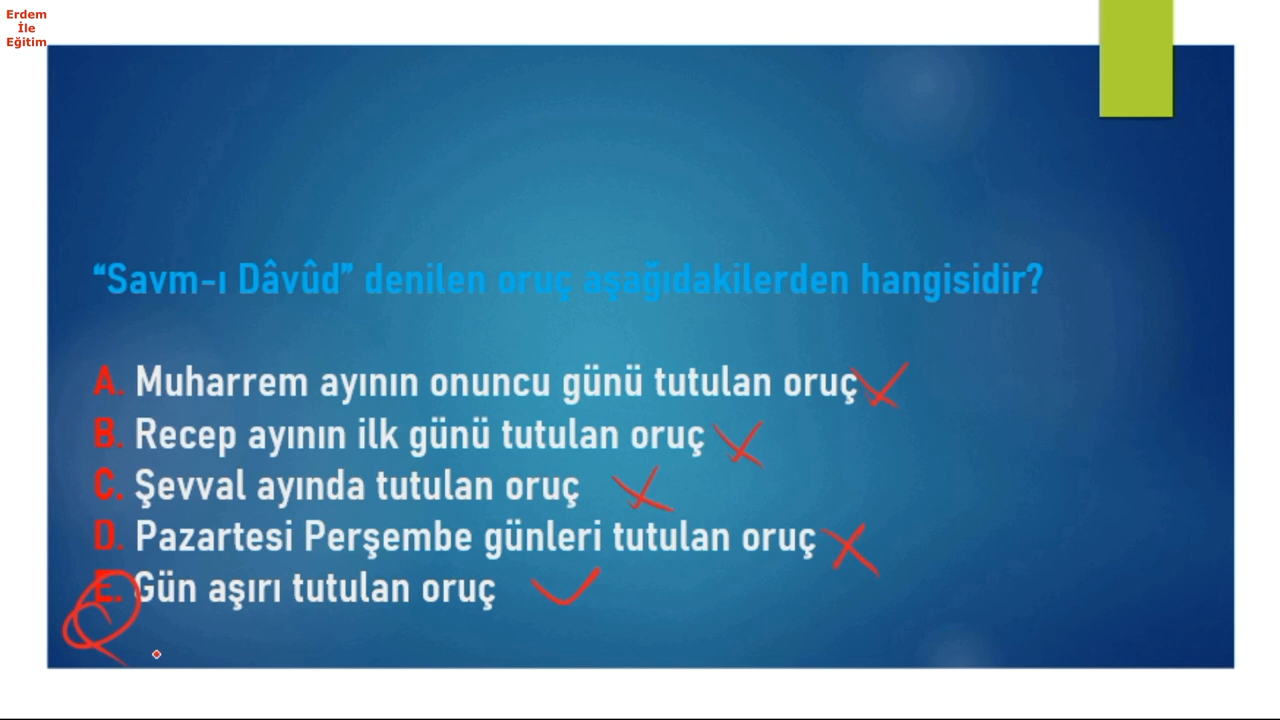 Erdem
İle
Eğitim
“Savm-ı Dâvûd” denilen oruç aşağıdakilerden hangisidir?
A. Muharrem ayının onuncu günü tutulan oruç
B. Recep ayının ilk günü tutulan oruç
C. Şevval ayında tutulan oruç
D. Pazartesi Perşembe günleri tutulan oruç
E. Gün aşırı tutulan oruç